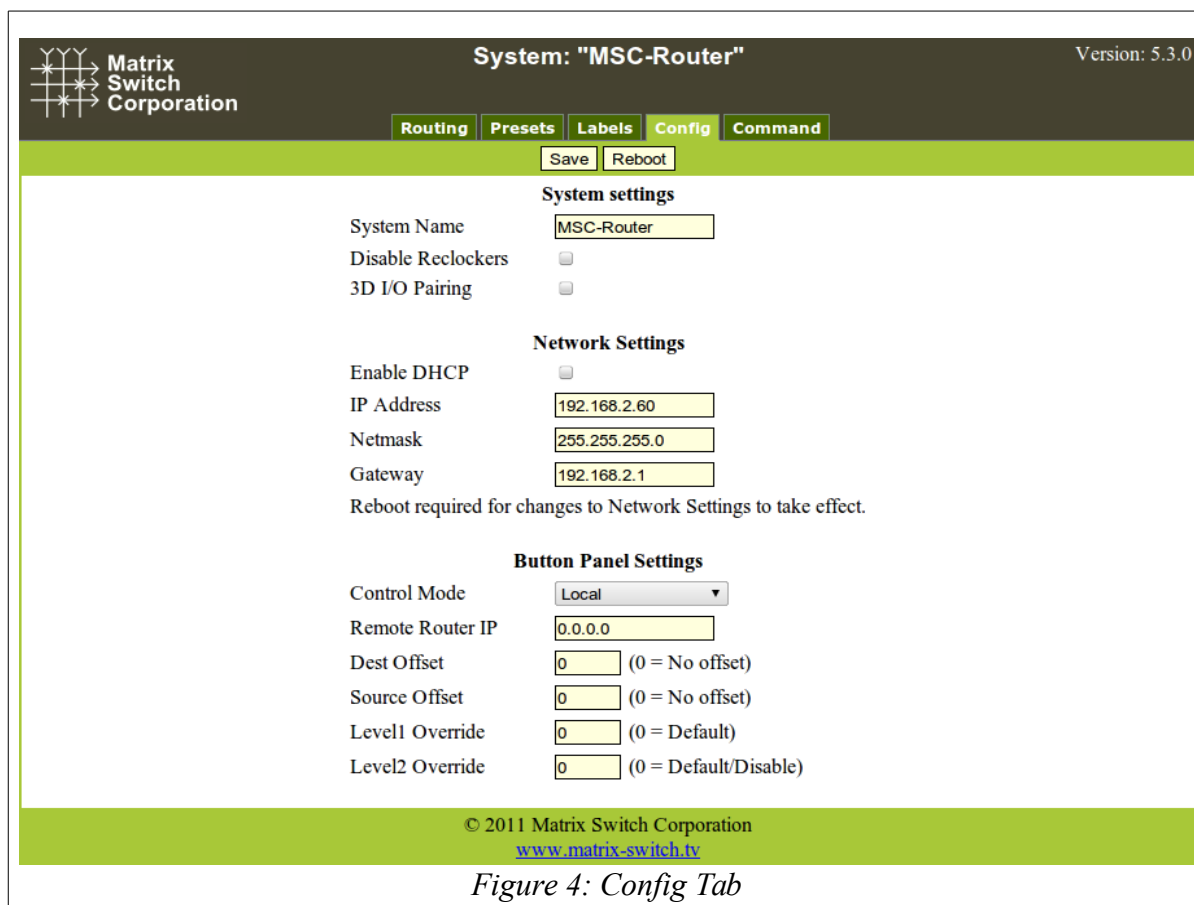 Matrix
Switch
Corporation
System: "MSC-Router"
Version: 5.3.0
Routing Presets Labels Config Command
Save Reboot
System settings
System Name MSC-Router
Disable Reclockers
3D I/O Pairing
Network Settings
Enable DHCP
IP Address 192.168.2.60
Netmask 255.255.255.0
Gateway 192.168.2.1
Reboot required for changes to Network Settings to take effect.
Button Panel Settings
Control Mode Local
Remote Router IP 0.0.0.0
Dest Offset 0 (0 = No offset)
Source Offset 0 (0 = No offset)
Level1 Override 0 (0 = Default)
Level2 Override 0 (0 = Default/Disable)
© 2011 Matrix Switch Corporation
www.matrix-switch.tv
Figure 4: Config Tab